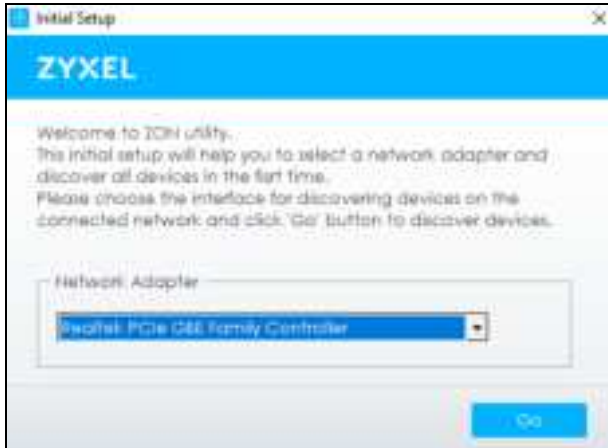 Initial Setup
ZYXEL
Welcome to ZON utility.
This initial setup will help you to select a network adapter and
discover all devices in the first time.
Please choose the interface for discovering devices on the
connected network and click 'Go' button to discover devices.
Network Adapter
Realtek PCIe GBE Family Controller
Go